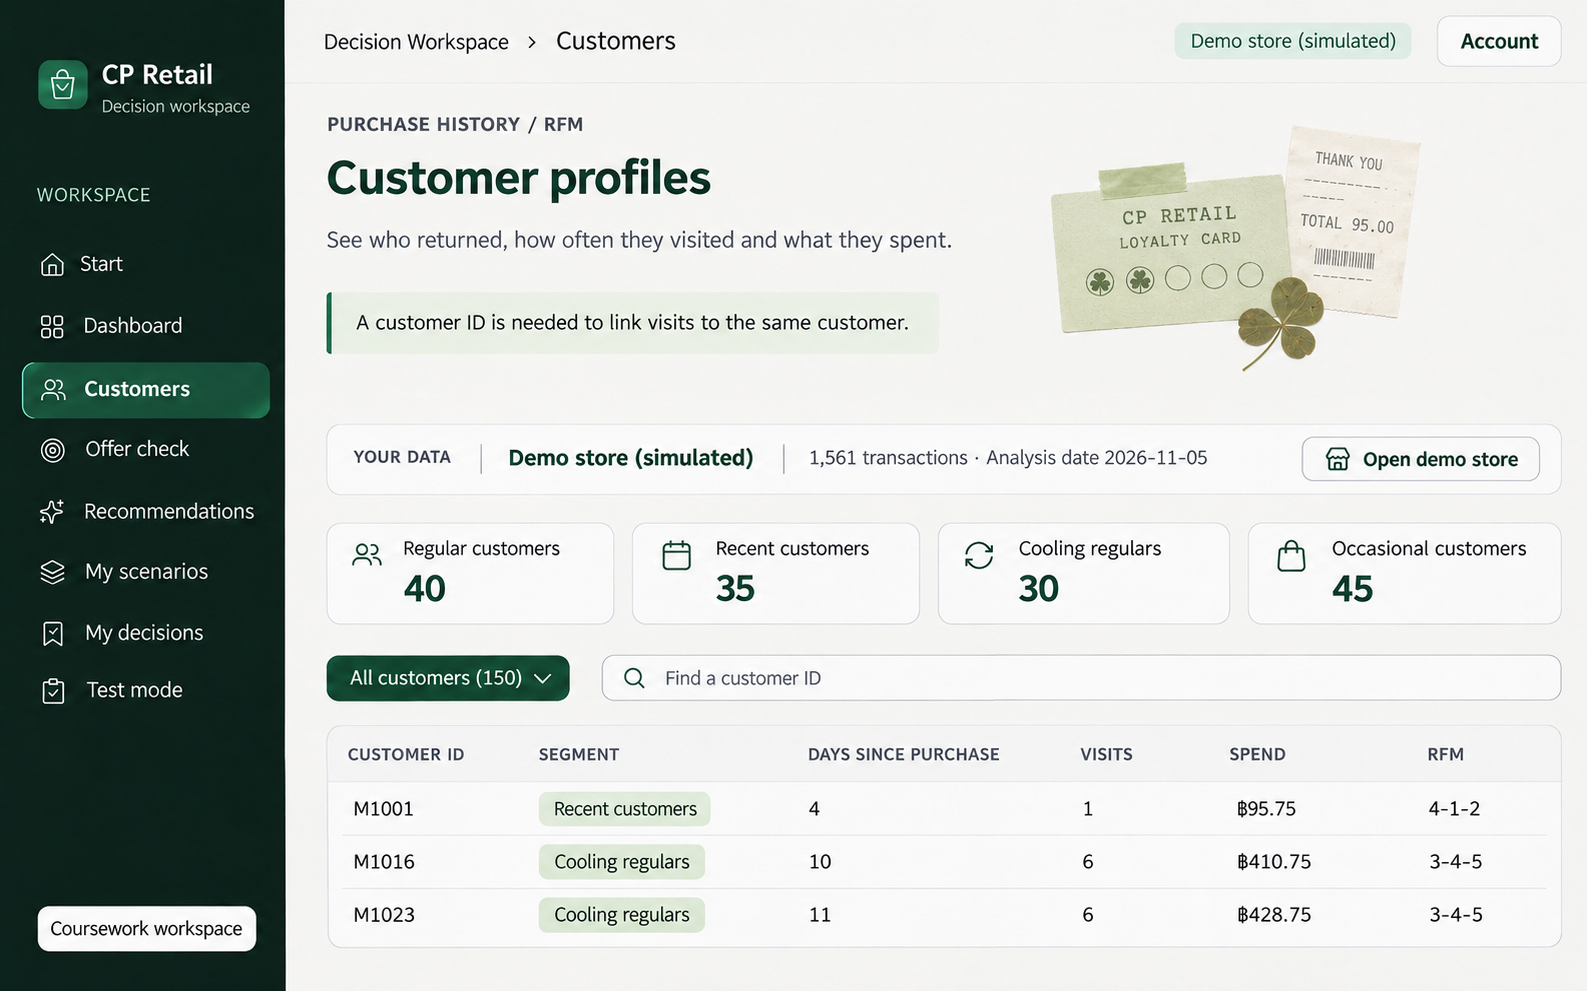 CP Retail
Decision workspace
WORKSPACE
Start
Dashboard
Customers
Offer check
Recommendations
My scenarios
My decisions
Test mode
Coursework workspace
Decision Workspace > Customers
Demo store (simulated)
Account
PURCHASE HISTORY / RFM
Customer profiles
See who returned, how often they visited and what they spent.
A customer ID is needed to link visits to the same customer.
CP RETAIL
LOYALTY CARD
THANK YOU
TOTAL 95.00
YOUR DATA
Demo store (simulated)
1,561 transactions · Analysis date 2026-11-05
Open demo store
Regular customers
40
Recent customers
35
Cooling regulars
30
Occasional customers
45
All customers (150)
Find a customer ID
CUSTOMER ID SEGMENT DAYS SINCE PURCHASE VISITS SPEND RFM
M1001 Recent customers 4 1 ฿95.75 4-1-2
M1016 Cooling regulars 10 6 ฿410.75 3-4-5
M1023 Cooling regulars 11 6 ฿428.75 3-4-5